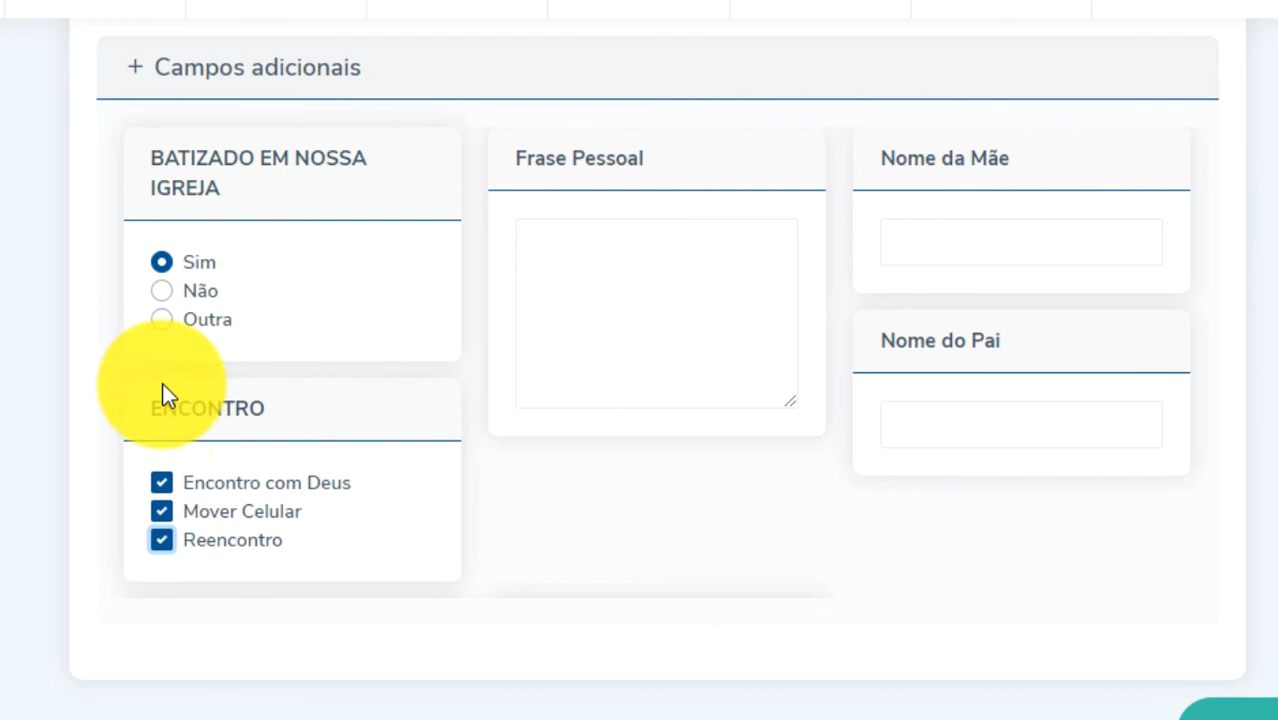 + Campos adicionais
BATIZADO EM NOSSA
IGREJA
Sim
Não
Outra
ENCONTRO
Encontro com Deus
Mover Celular
Reencontro
Frase Pessoal
Nome da Mãe
Nome do Pai